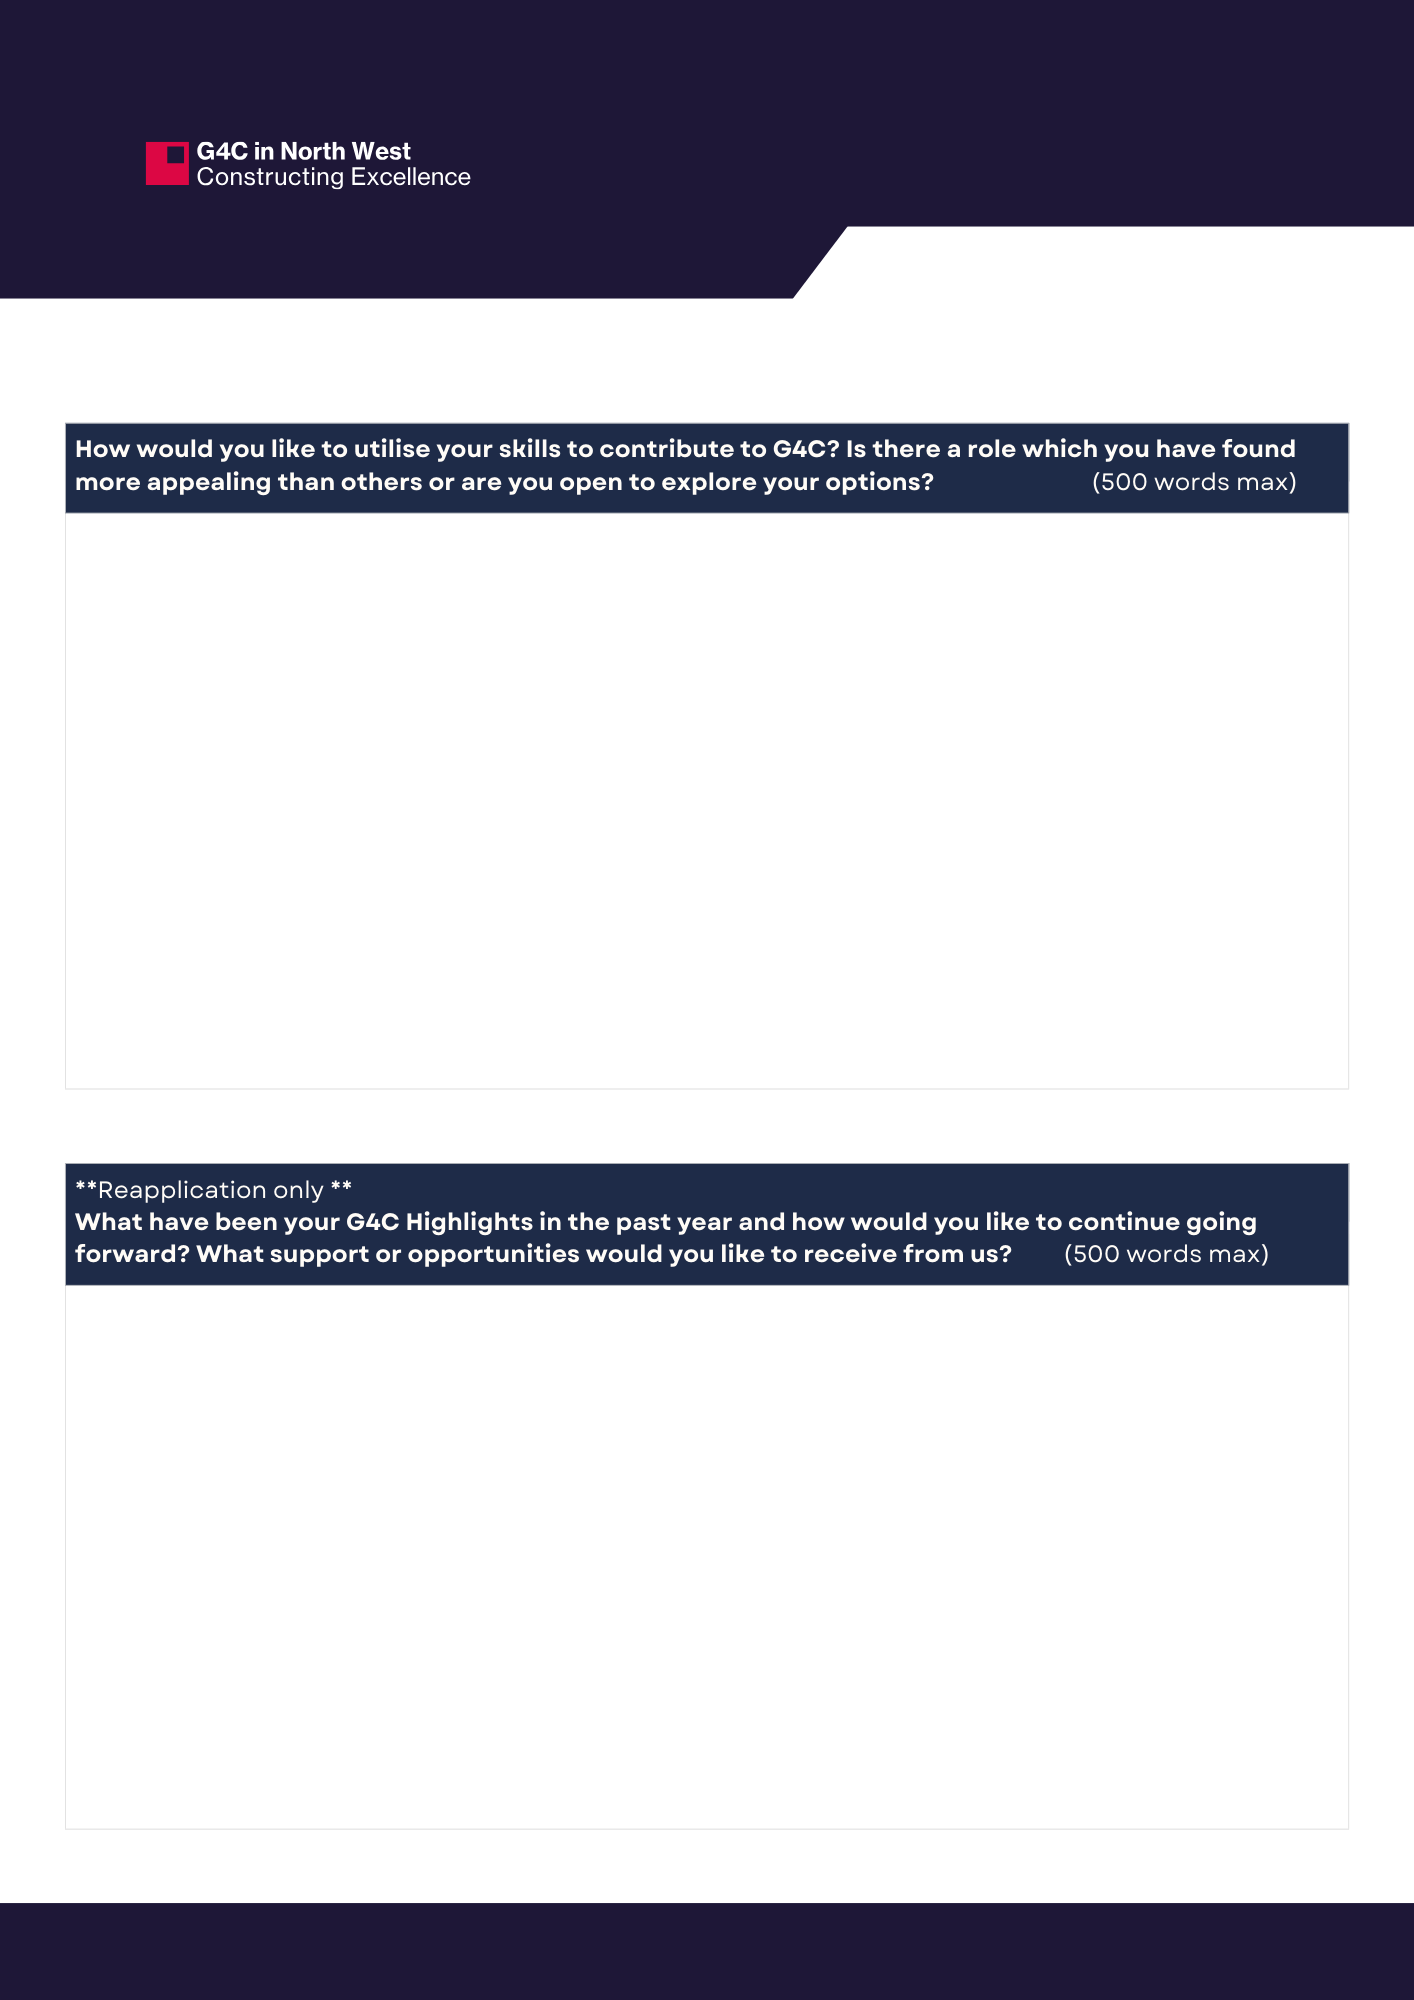 G4C in North West
Constructing Excellence
How would you like to utilise your skills to contribute to G4C? Is there a role which you have found
more appealing than others or are you open to explore your options? (500 words max)
**Reapplication only **
What have been your G4C Highlights in the past year and how would you like to continue going
forward? What support or opportunities would you like to receive from us? (500 words max)